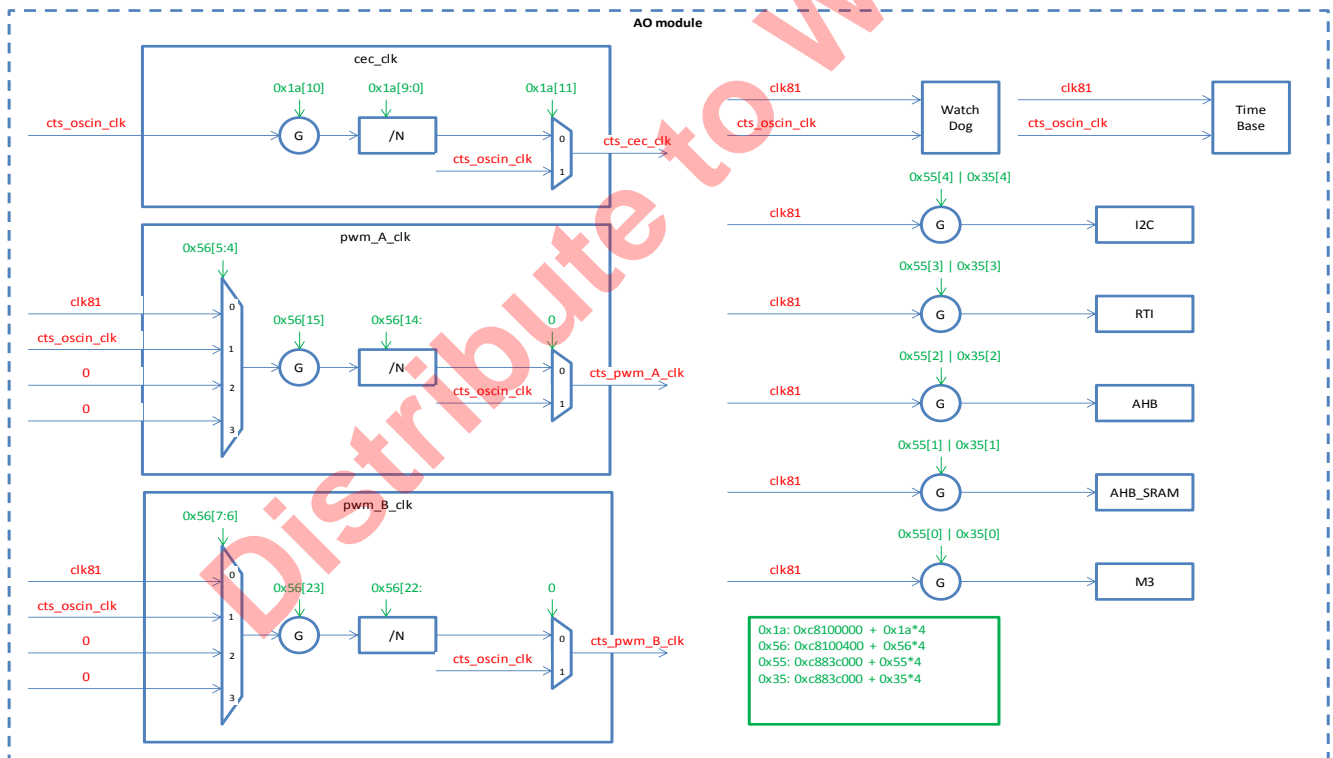 AO module
cec_clk
0x1a[10]
0x1a[9:0]
0x1a[11]
cts_oscin_clk
G
/N
0
1
cts_oscin_clk
cts_cec_clk
pwm_A_clk
0x56[5:4]
clk81
cts_oscin_clk
0
0
0
1
2
3
0x56[15]
0x56[14:
0
G
/N
0
1
cts_oscin_clk
cts_pwm_A_clk
pwm_B_clk
0x56[7:6]
clk81
cts_oscin_clk
0
0
0
1
2
3
0x56[23]
0x56[22:
0
G
/N
0
1
cts_oscin_clk
cts_pwm_B_clk
clk81
cts_oscin_clk
Watch
Dog
clk81
cts_oscin_clk
Time
Base
0x55[4] | 0x35[4]
clk81
G
I2C
0x55[3] | 0x35[3]
clk81
G
RTI
0x55[2] | 0x35[2]
clk81
G
AHB
0x55[1] | 0x35[1]
clk81
G
AHB_SRAM
0x55[0] | 0x35[0]
clk81
G
M3
0x1a: 0xc8100000 + 0x1a*4
0x56: 0xc8100400 + 0x56*4
0x55: 0xc883c000 + 0x55*4
0x35: 0xc883c000 + 0x35*4
Distribute to W